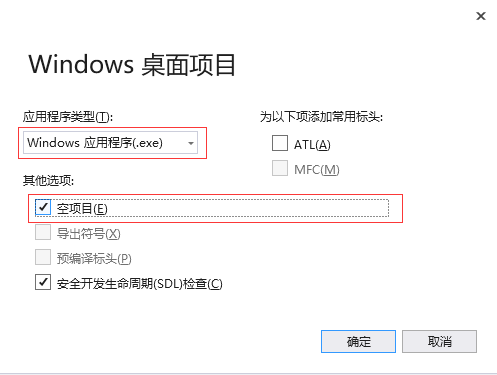 Windows 桌面项目
应用程序类型(T):
Windows 应用程序(.exe)
为以下项添加常用标头:
ATL(A)
MFC(M)
其他选项:
空项目(E)
导出符号(X)
预编译标头(P)
安全开发生命周期(SDL)检查(C)
确定
取消